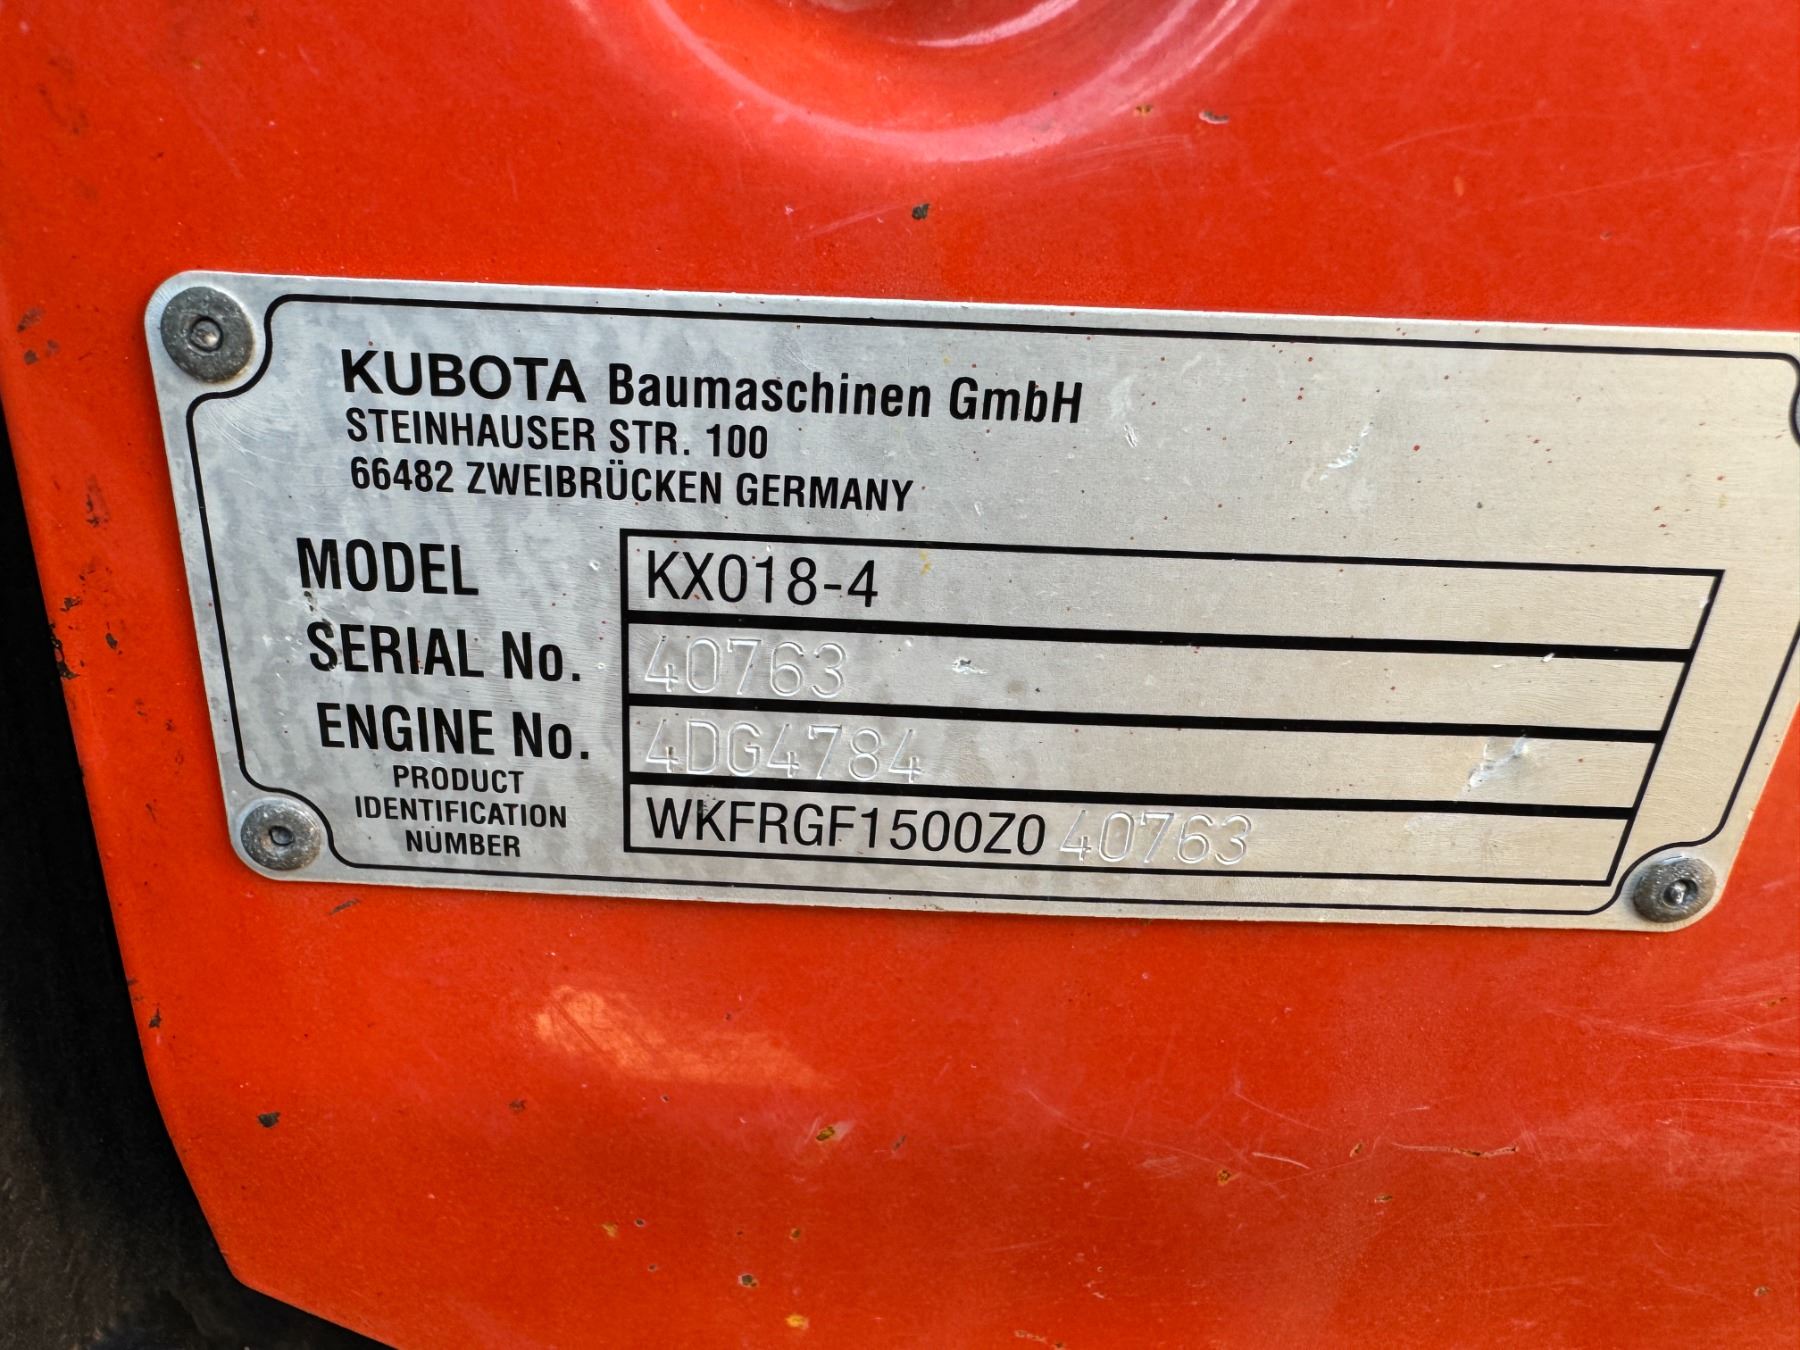 KUBOTA Baumaschinen GmbH
STEINHAUSER STR. 100
66482 ZWEIBRÜCKEN GERMANY
MODEL KX018-4
SERIAL No. 40763
ENGINE No. 4DG4784
PRODUCT
IDENTIFICATION
NUMBER
WKFRGF1500Z040763